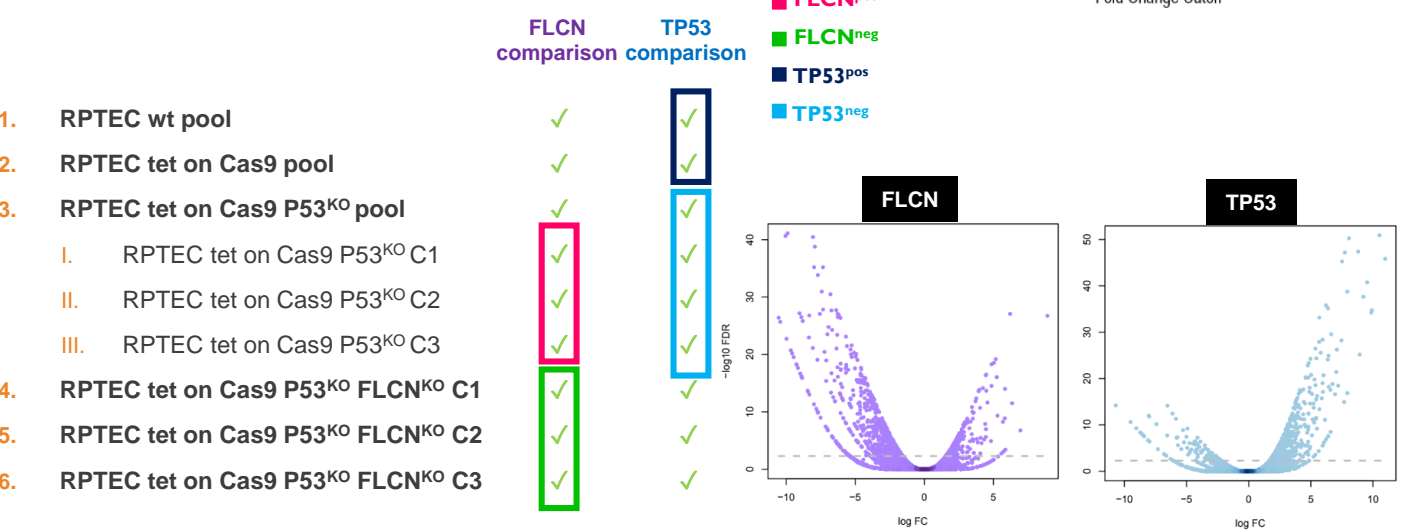 FLCN comparison
TP53 comparison
FLCNneg
TP53pos
TP53neg
1. RPTEC wt pool ✓ ✓
2. RPTEC tet on Cas9 pool ✓ ✓
3. RPTEC tet on Cas9 P53KO pool ✓ ✓
I. RPTEC tet on Cas9 P53KO C1 ✓ ✓
II. RPTEC tet on Cas9 P53KO C2 ✓ ✓
III. RPTEC tet on Cas9 P53KO C3 ✓ ✓
4. RPTEC tet on Cas9 P53KO FLCNKO C1 ✓ ✓
5. RPTEC tet on Cas9 P53KO FLCNKO C2 ✓ ✓
6. RPTEC tet on Cas9 P53KO FLCNKO C3 ✓ ✓
FLCN
−log10 FDR
40
30
20
10
0
−10 −5 0 5
log FC
TP53
50
40
30
20
10
0
−10 −5 0 5 10
log FC